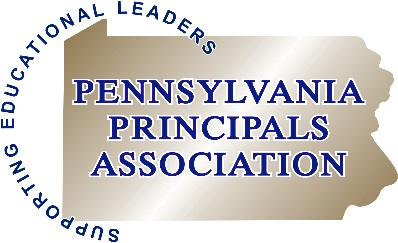 SUPPORTING EDUCATIONAL LEADERS
PENNSYLVANIA
PRINCIPALS
ASSOCIATION